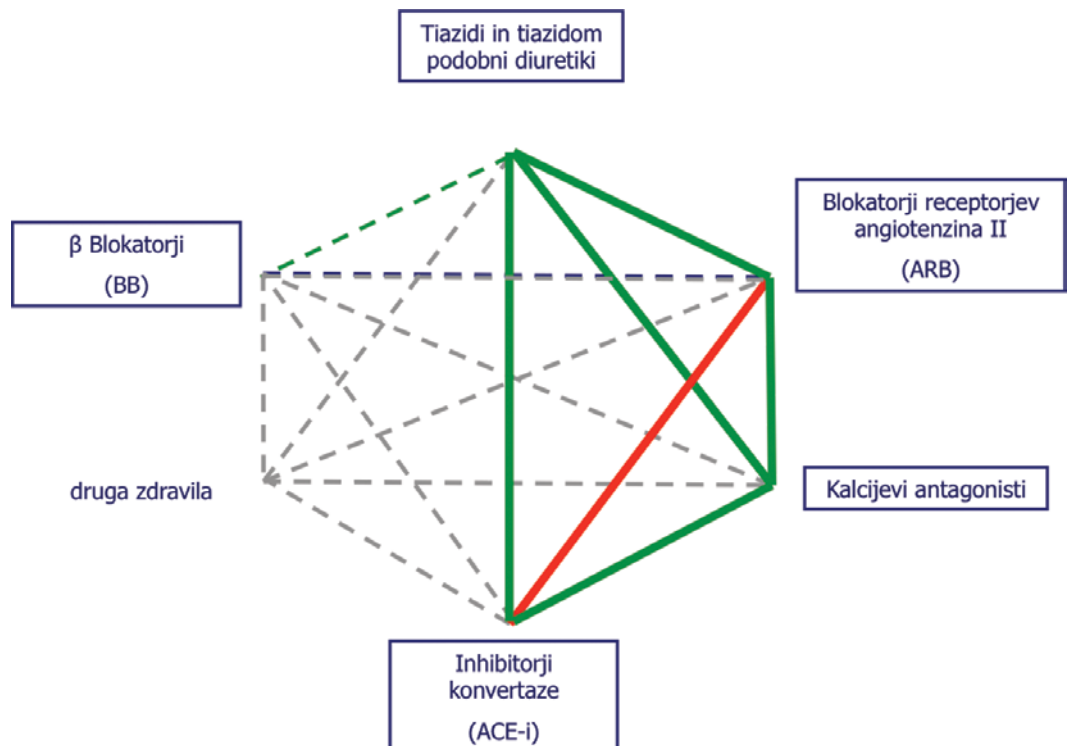 Tiazidi in tiazidom
podobni diuretiki
β Blokatorji
(BB)
Blokatorji receptorjev
angiotenzina II
(ARB)
druga zdravila
Kalcijevi antagonisti
Inhibitorji
konvertaze
(ACE-i)